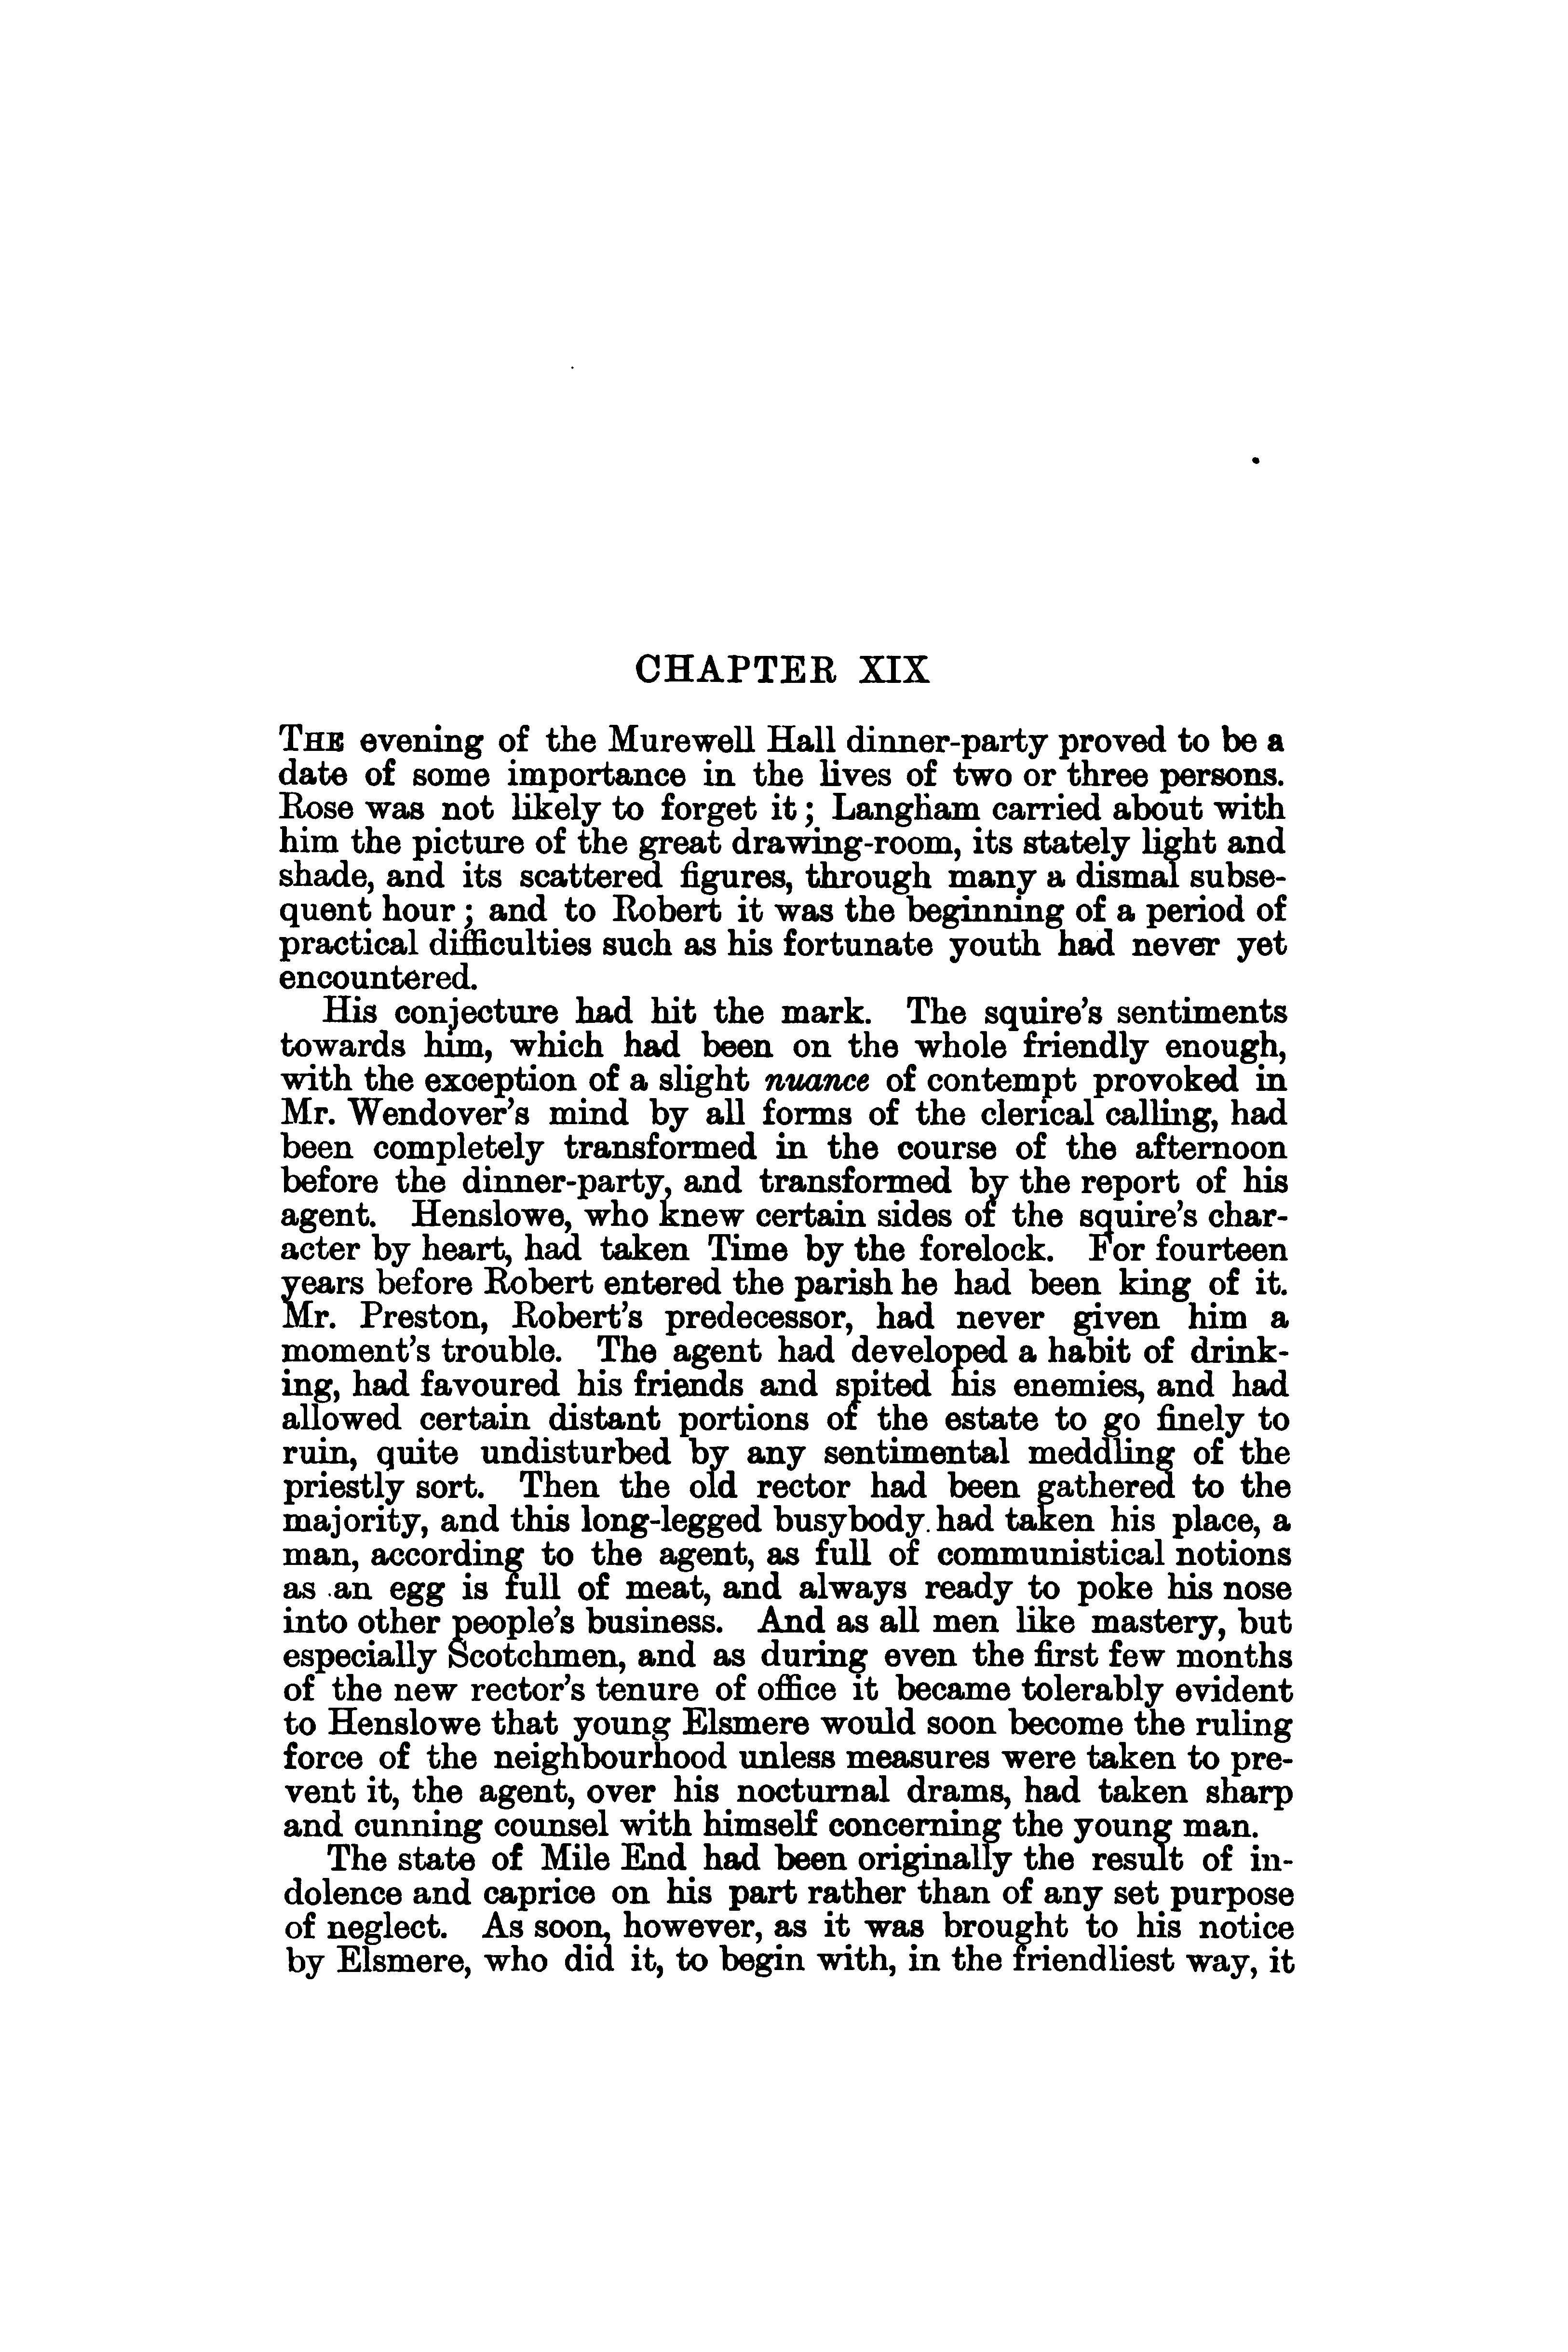 CHAPTER XIX
THE evening of the Murewell Hall dinner-party proved to be a
date of some importance in the lives of two or three persons.
Rose was not likely to forget it; Langham carried about with
him the picture of the great drawing-room, its stately light and
shade, and its scattered figures, through many a dismal subse-
quent hour; and to Robert it was the beginning of a period of
practical difficulties such as his fortunate youth had never yet
encountered.
His conjecture had hit the mark. The squire's sentiments
towards him, which had been on the whole friendly enough,
with the exception of a slight nuance of contempt provoked in
Mr. Wendover's mind by all forms of the clerical calling, had
been completely transformed in the course of the afternoon
before the dinner-party, and transformed by the report of his
agent. Henslowe, who knew certain sides of the squire's char-
acter by heart, had taken Time by the forelock. For fourteen
years before Robert entered the parish he had been king of it.
Mr. Preston, Robert's predecessor, had never given him a
moment's trouble. The agent had developed a habit of drink-
ing, had favoured his friends and spited his enemies, and had
allowed certain distant portions of the estate to go finely to
ruin, quite undisturbed by any sentimental meddling of the
priestly sort. Then the old rector had been gathered to the
majority, and this long-legged busybody had taken his place, a
man, according to the agent, as full of communistical notions
as an egg is full of meat, and always ready to poke his nose
into other people's business. And as all men like mastery, but
especially Scotchmen, and as during even the first few months
of the new rector's tenure of office it became tolerably evident
to Henslowe that young Elsmere would soon become the ruling
force of the neighbourhood unless measures were taken to pre-
vent it, the agent, over his nocturnal drams, had taken sharp
and cunning counsel with himself concerning the young man.
The state of Mile End had been originally the result of in-
dolence and caprice on his part rather than of any set purpose
of neglect. As soon, however, as it was brought to his notice
by Elsmere, who did it, to begin with, in the friendliest way, it